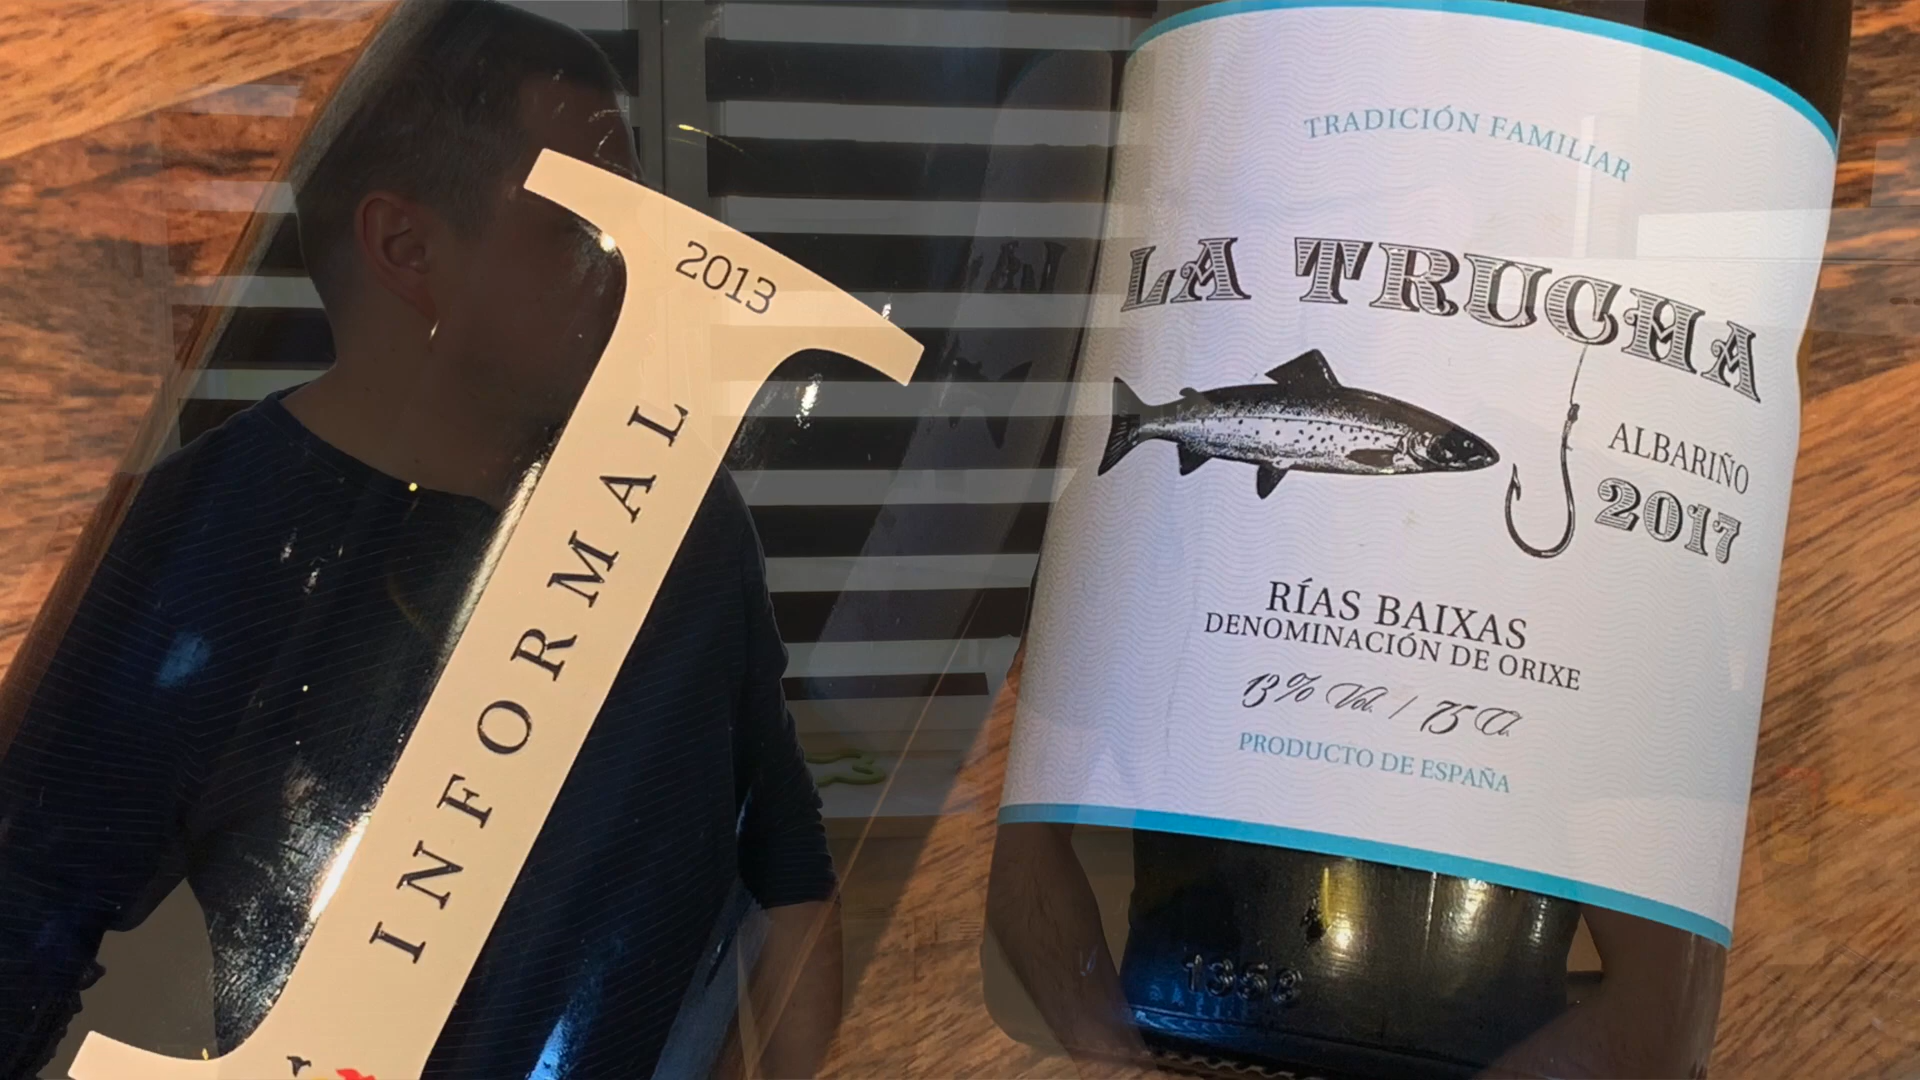 2013
INFORMAL
TRADICIÓN FAMILIAR
LA TRUCHA
ALBARIÑO
2017
RÍAS BAIXAS
DENOMINACIÓN DE ORIXE
13% Vol. / 75 Cl.
PRODUCTO DE ESPAÑA
1353